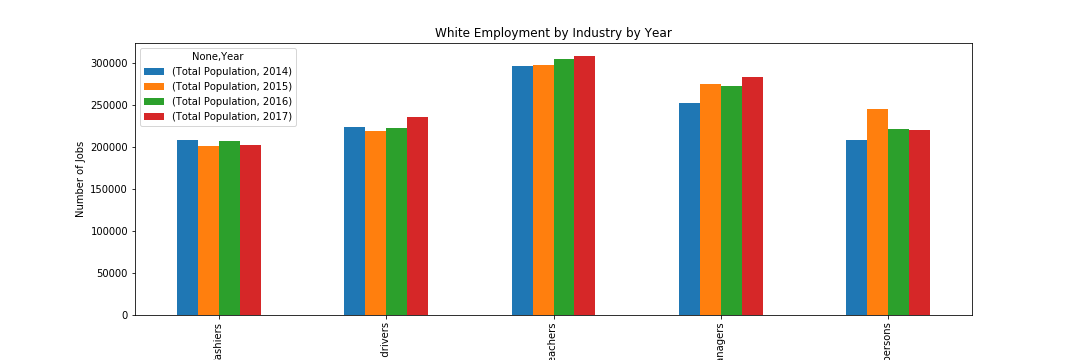 White Employment by Industry by Year
None,Year
(Total Population, 2014)
(Total Population, 2015)
(Total Population, 2016)
(Total Population, 2017)
Number of Jobs
300000
250000
200000
150000
100000
50000
0
ashiers
drivers
eachers
anagers
persons